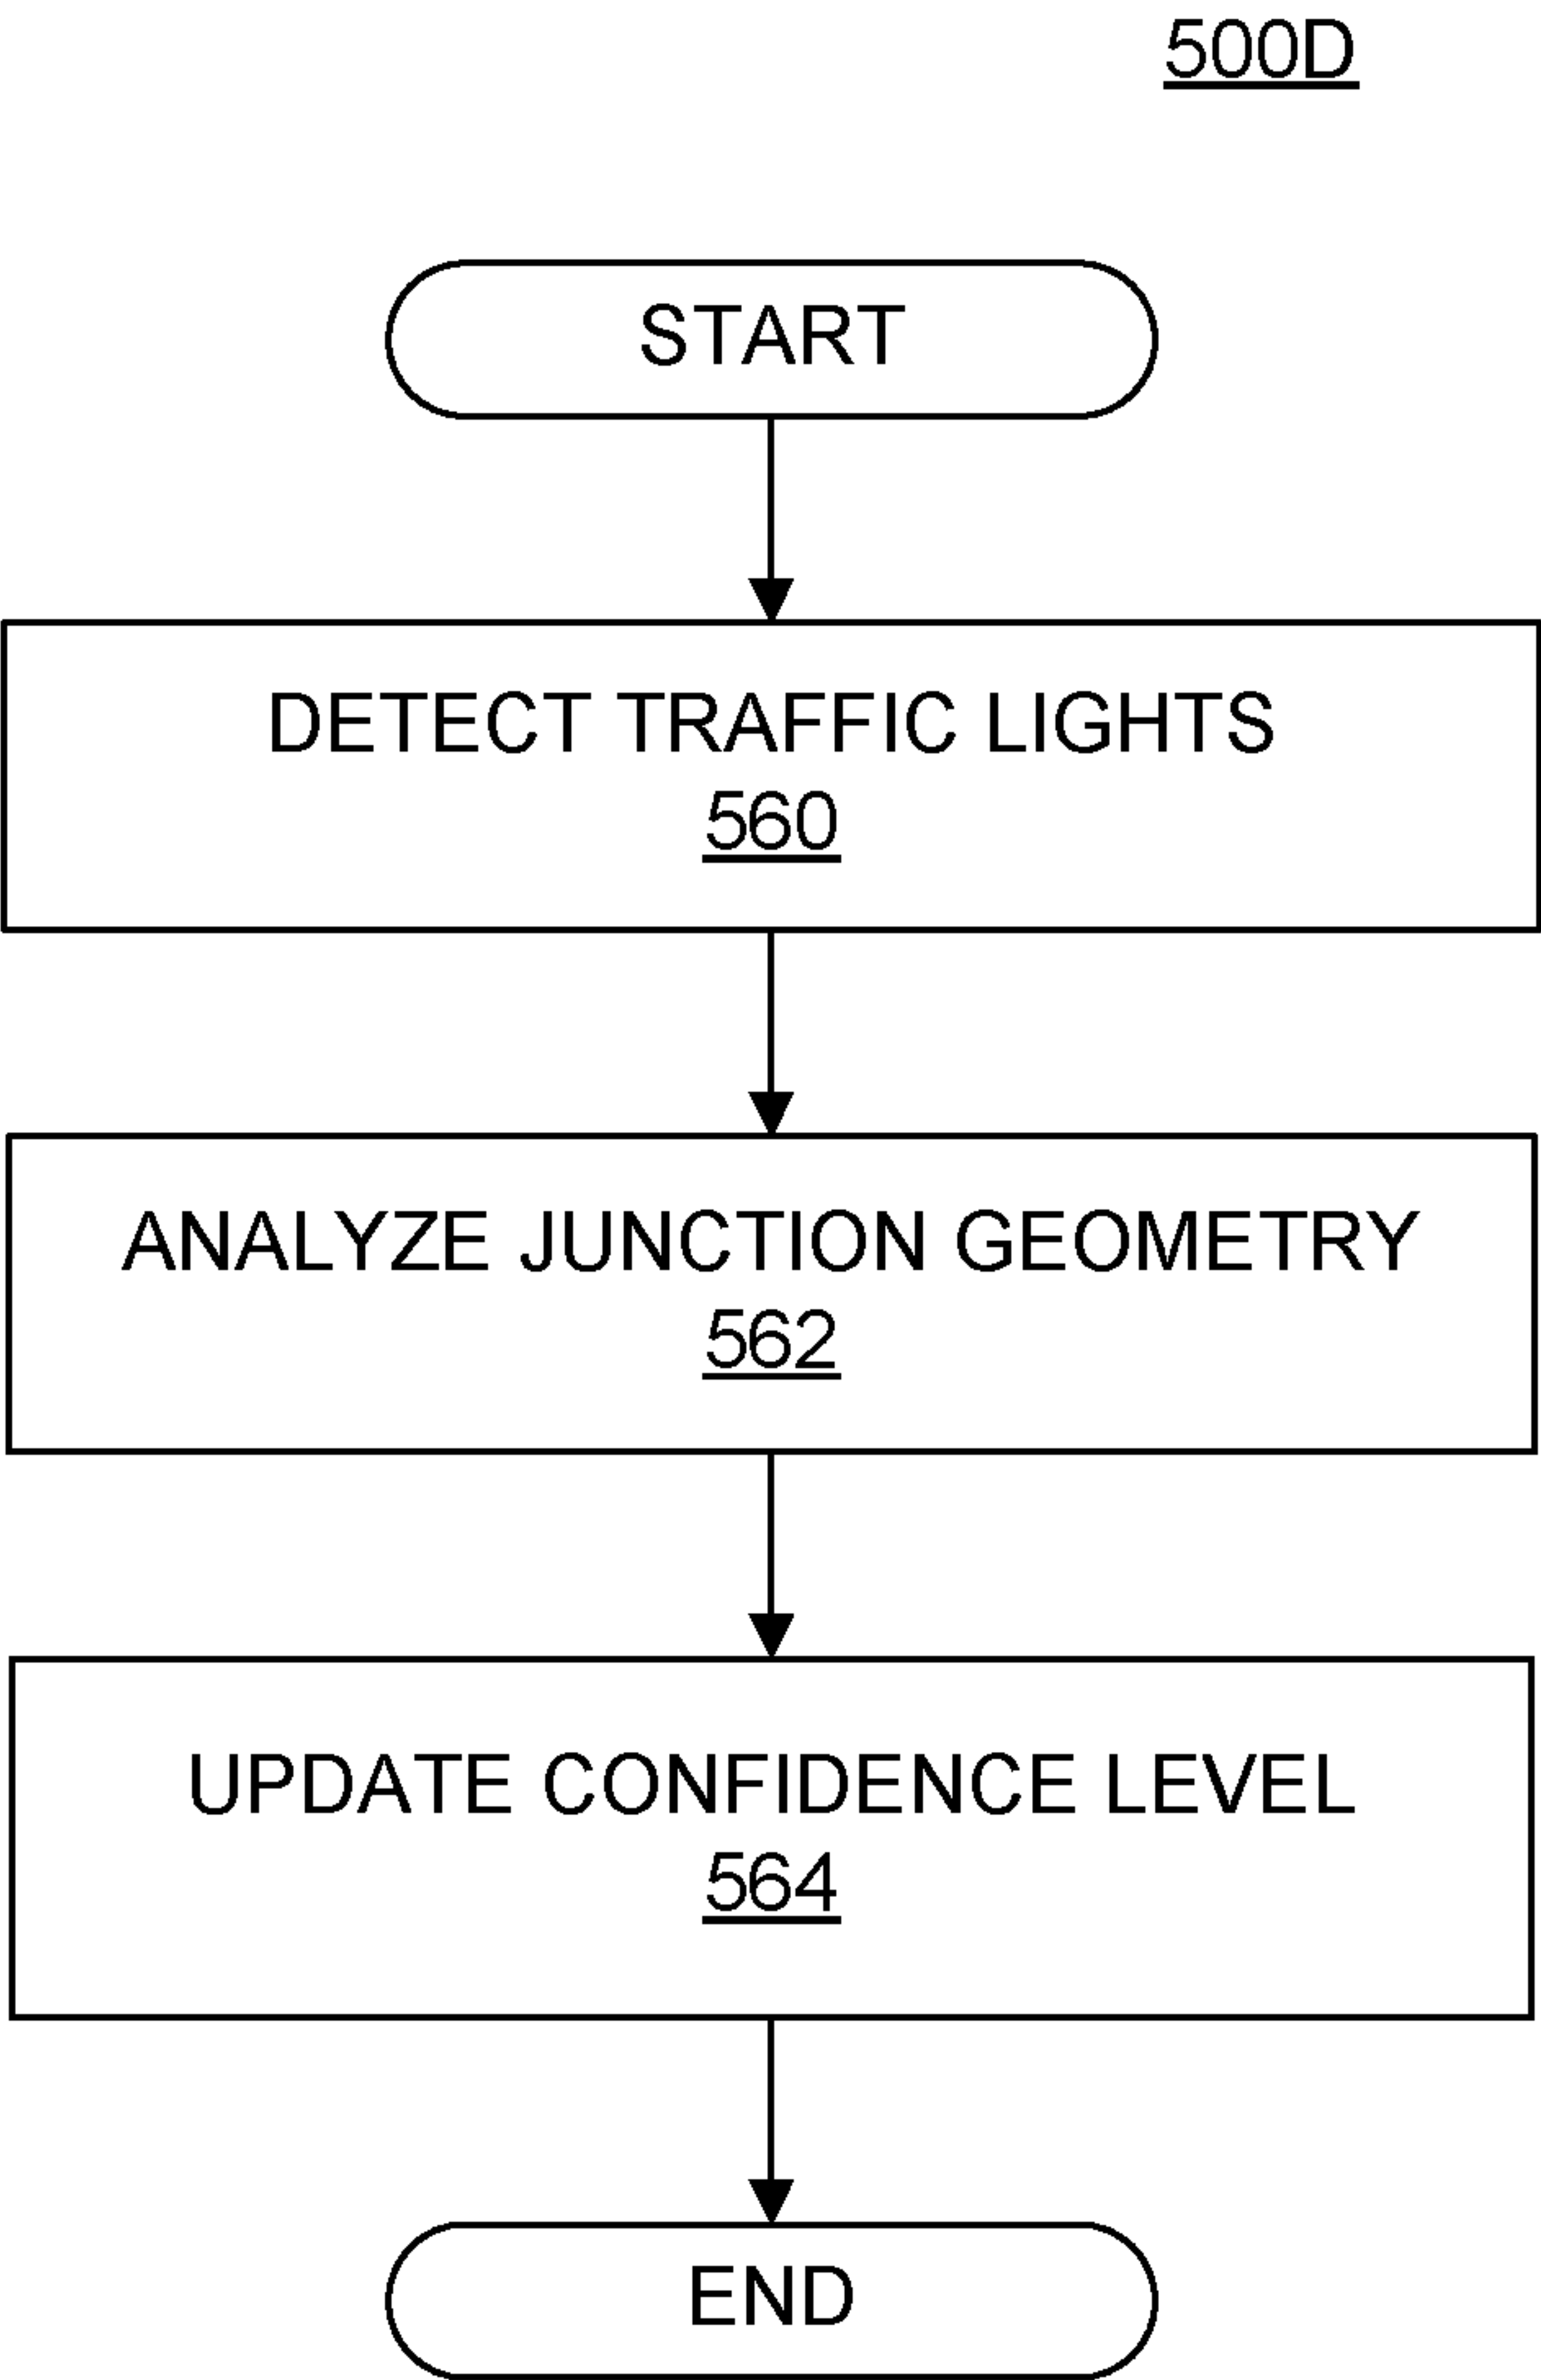 500D
START
DETECT TRAFFIC LIGHTS
560
ANALYZE JUNCTION GEOMETRY
562
UPDATE CONFIDENCE LEVEL
564
END